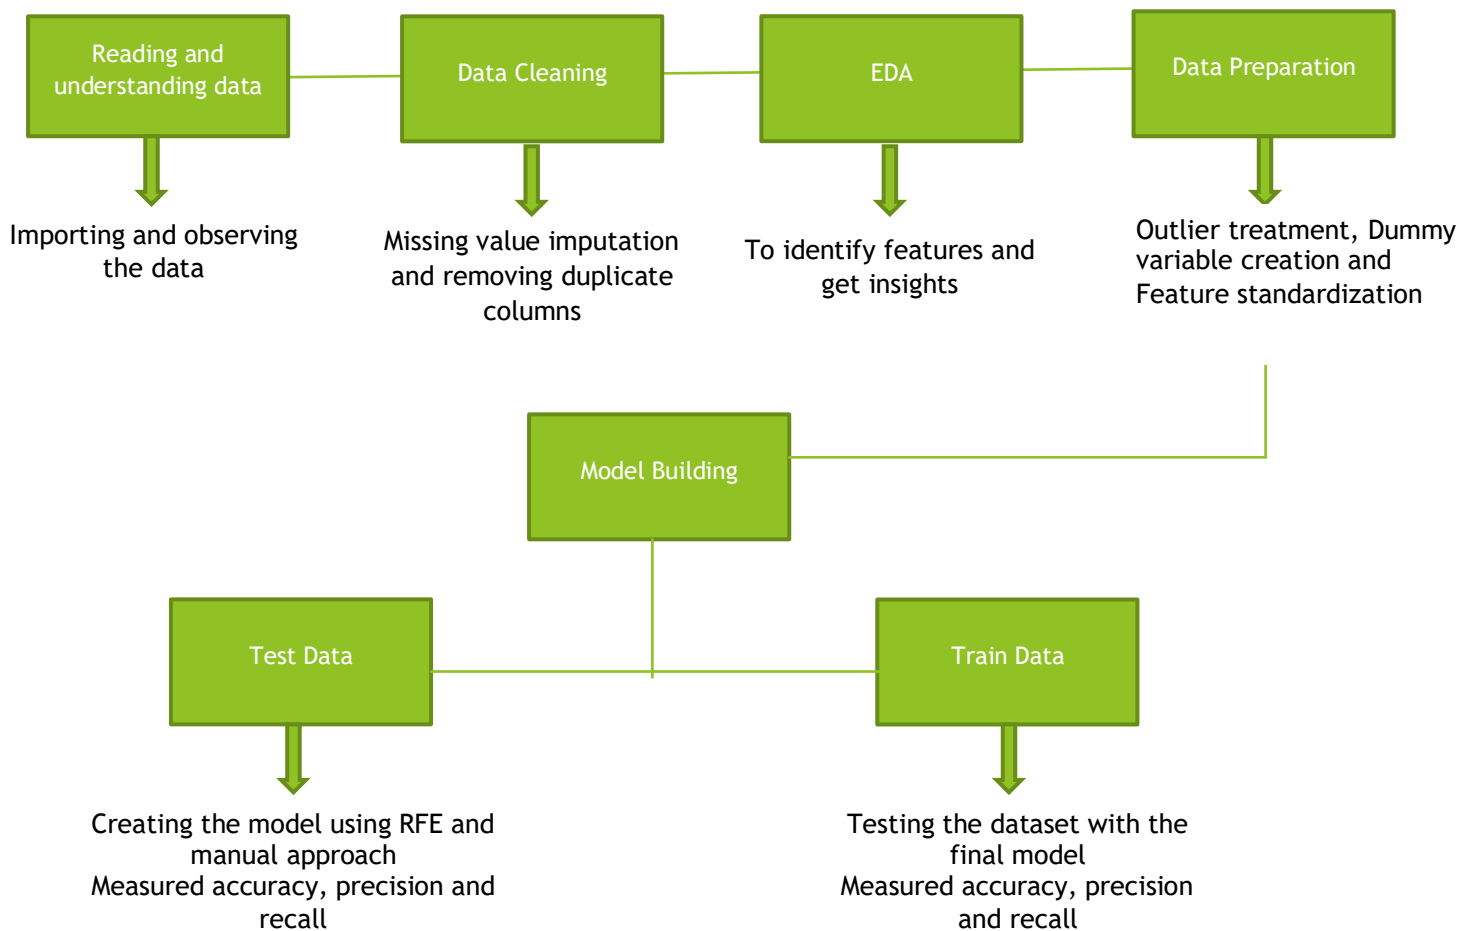 Reading and
understanding data
Data Cleaning
EDA
Data Preparation
Importing and observing
the data
Missing value imputation
and removing duplicate
columns
To identify features and
get insights
Outlier treatment, Dummy
variable creation and
Feature standardization
Model Building
Test Data
Train Data
Creating the model using RFE and
manual approach
Measured accuracy, precision and
recall
Testing the dataset with the
final model
Measured accuracy, precision
and recall